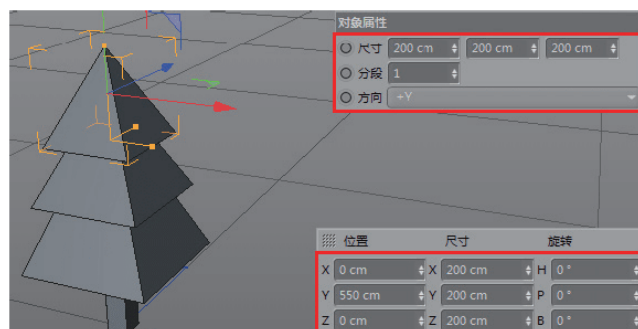 对象属性
尺寸 200 cm 200 cm 200 cm
分段 1
方向 +Y
位置 尺寸 旋转
X 0 cm X 200 cm H 0 °
Y 550 cm Y 200 cm P 0 °
Z 0 cm Z 200 cm B 0 °